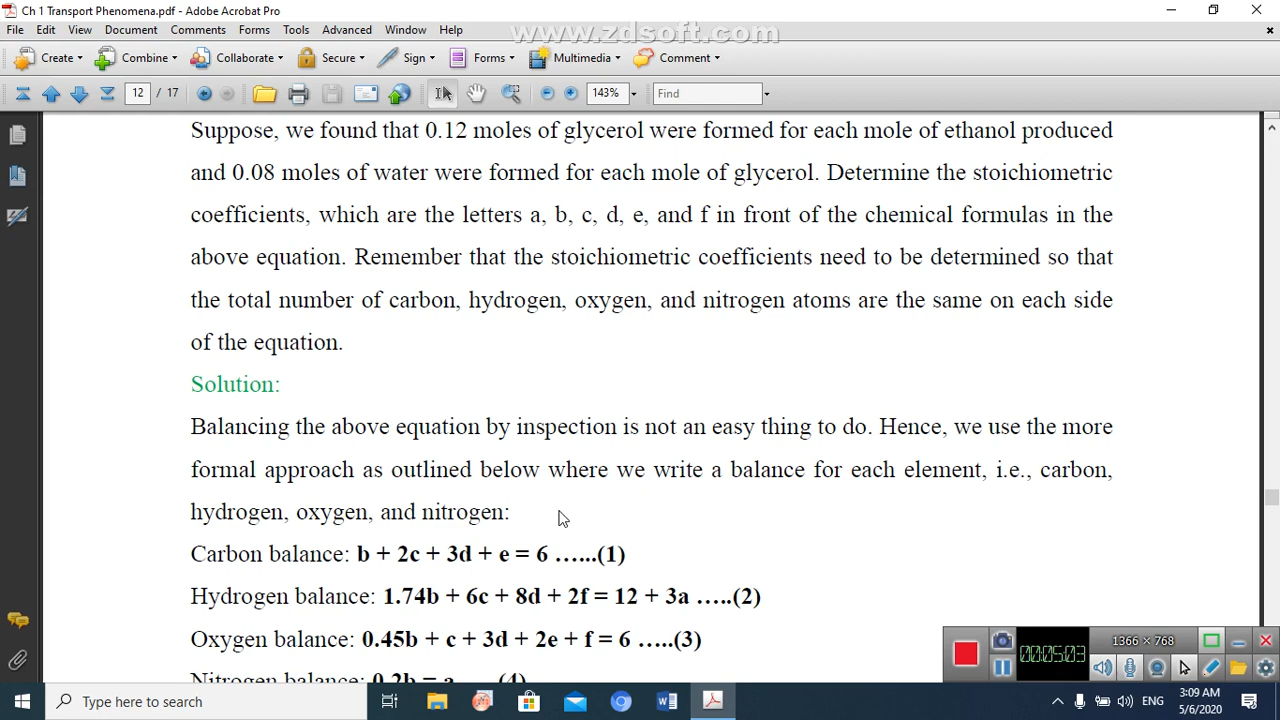 Ch 1 Transport Phenomena.pdf - Adobe Acrobat Pro
File Edit View Document Comments Forms Tools Advanced Window Help
www.zdsoft.com
Create Combine Collaborate Secure Sign Forms Multimedia Comment
12 / 17 143% Find
Suppose, we found that 0.12 moles of glycerol were formed for each mole of ethanol produced
and 0.08 moles of water were formed for each mole of glycerol. Determine the stoichiometric
coefficients, which are the letters a, b, c, d, e, and f in front of the chemical formulas in the
above equation. Remember that the stoichiometric coefficients need to be determined so that
the total number of carbon, hydrogen, oxygen, and nitrogen atoms are the same on each side
of the equation.
Solution:
Balancing the above equation by inspection is not an easy thing to do. Hence, we use the more
formal approach as outlined below where we write a balance for each element, i.e., carbon,
hydrogen, oxygen, and nitrogen:
Carbon balance: b + 2c + 3d + e = 6 …...(1)
Hydrogen balance: 1.74b + 6c + 8d + 2f = 12 + 3a …..(2)
Oxygen balance: 0.45b + c + 3d + 2e + f = 6 …..(3)
Nitrogen balance: 0.2b = a …..(4)
00:05:03
1366 × 768
Type here to search
ENG
3:09 AM
5/6/2020